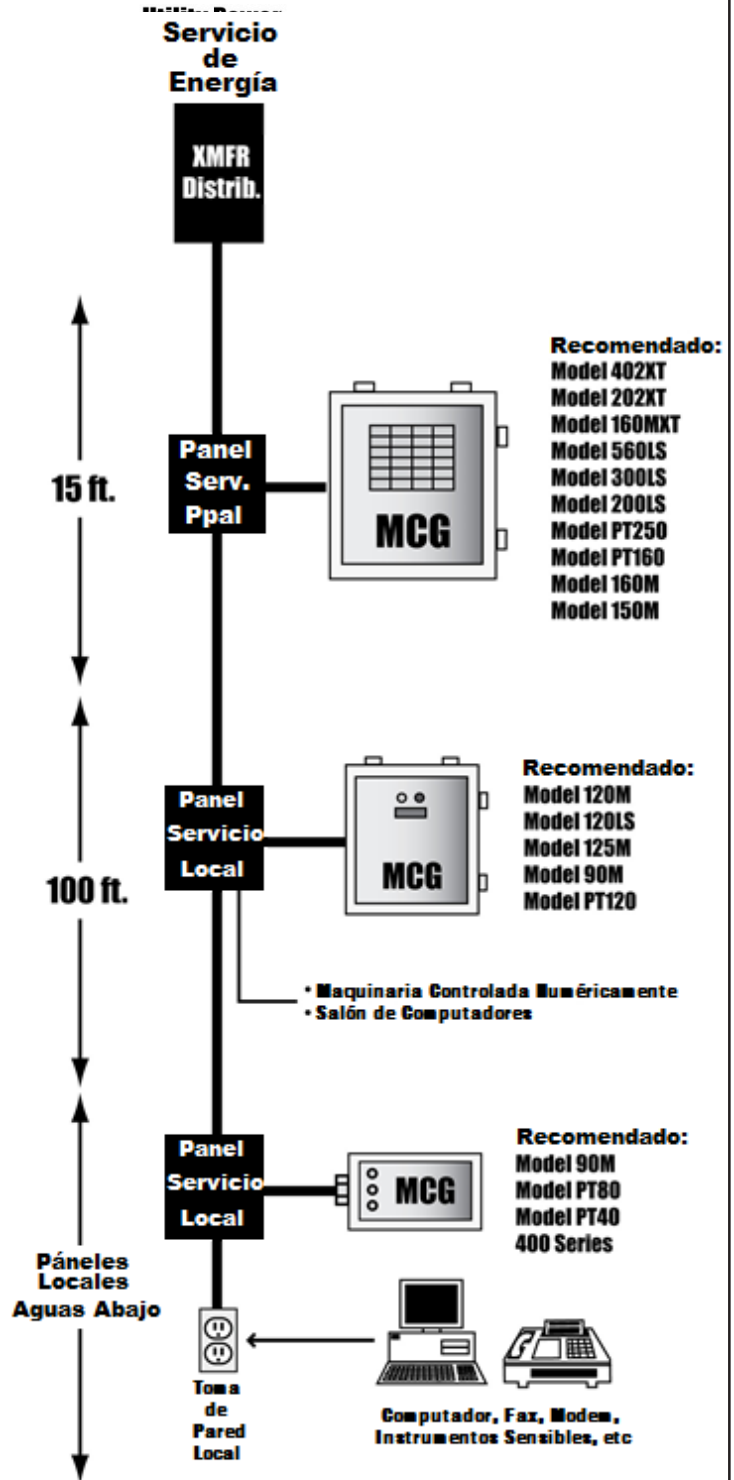 Utility Power
Servicio
de
Energía
XMFR
Distrib.
15 ft.
Panel
Serv.
Ppal
MCG
Recomendado:
Model 402XT
Model 202XT
Model 160MXT
Model 560LS
Model 300LS
Model 200LS
Model PT250
Model PT160
Model 160M
Model 150M
100 ft.
Panel
Servicio
Local
MCG
Recomendado:
Model 120M
Model 120LS
Model 125M
Model 90M
Model PT120
• Maquinaria Controlada Numéricamente
• Salón de Computadores
Panel
Servicio
Local
MCG
Recomendado:
Model 90M
Model PT80
Model PT40
400 Series
Páneles
Locales
Aguas Abajo
Toma
de
Pared
Local
Computador, Fax, Modem,
Instrumentos Sensibles, etc